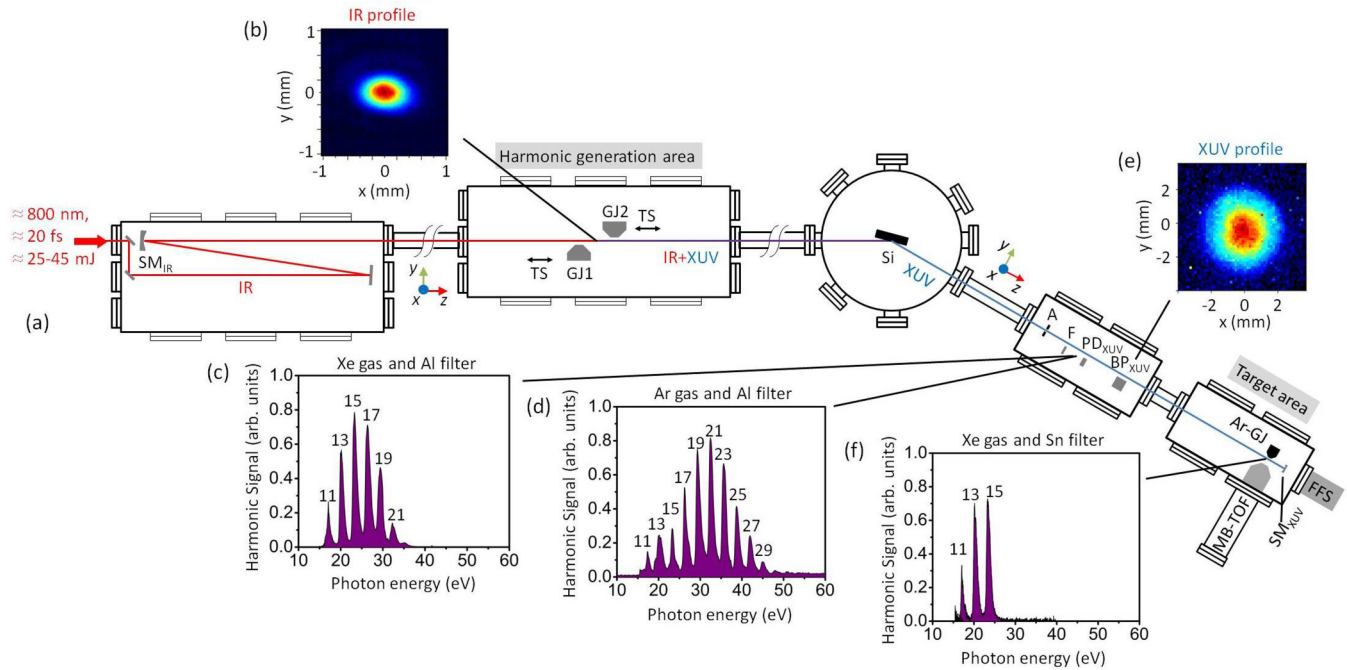 IR profile
(b)
1
0
-1
y (mm)
-1
0
1
x (mm)
Harmonic generation area
(e)
XUV profile
2
0
-2
y (mm)
-2
0
2
x (mm)
≈ 800 nm,
≈ 20 fs
≈ 25-45 mJ
SM_IR
IR
(a)
y
x
z
GJ2
TS
TS
GJ1
IR+XUV
Si
XUV
y
x
z
A
F
PD_XUV
BP_XUV
Target area
Ar-GJ
FFS
SM_XUV
MB-TOF
(c)
Xe gas and Al filter
Harmonic Signal (arb. units)
1.0
0.8
0.6
0.4
0.2
0.0
11
13
15
17
19
21
10 20 30 40 50 60
Photon energy (eV)
(d)
Ar gas and Al filter
Harmonic Signal (arb. units)
1.0
0.8
0.6
0.4
0.2
0.0
11
13
15
17
19
21
23
25
27
29
10 20 30 40 50 60
Photon energy (eV)
(f)
Xe gas and Sn filter
Harmonic Signal (arb. units)
1.0
0.8
0.6
0.4
0.2
0.0
11
13
15
10 20 30 40 50 60
Photon energy (eV)